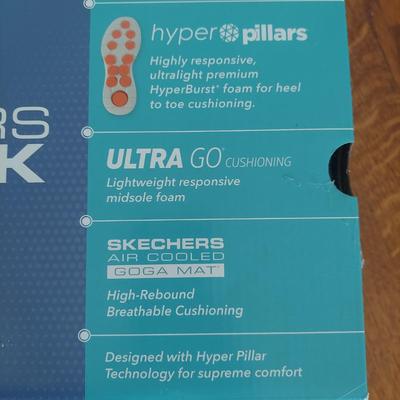 hyper pillars
Highly responsive,
ultralight premium
HyperBurst® foam for heel
to toe cushioning.
RS
K
ULTRA GO® CUSHIONING
Lightweight responsive
midsole foam
SKECHERS
AIR COOLED
GOGA MAT®
High-Rebound
Breathable Cushioning
Designed with Hyper Pillar
Technology for supreme comfort